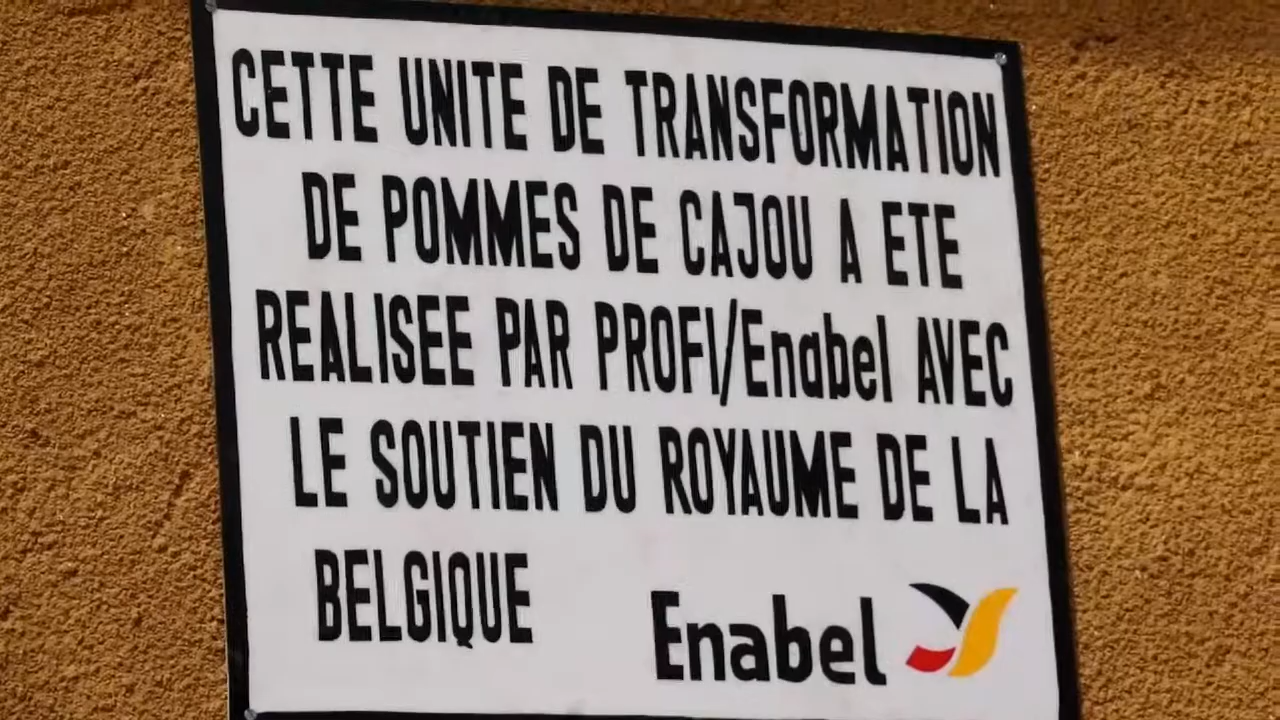 CETTE UNITE DE TRANSFORMATION
DE POMMES DE CAJOU A ETE
REALISEE PAR PROFI/Enabel AVEC
LE SOUTIEN DU ROYAUME DE LA
BELGIQUE
Enabel